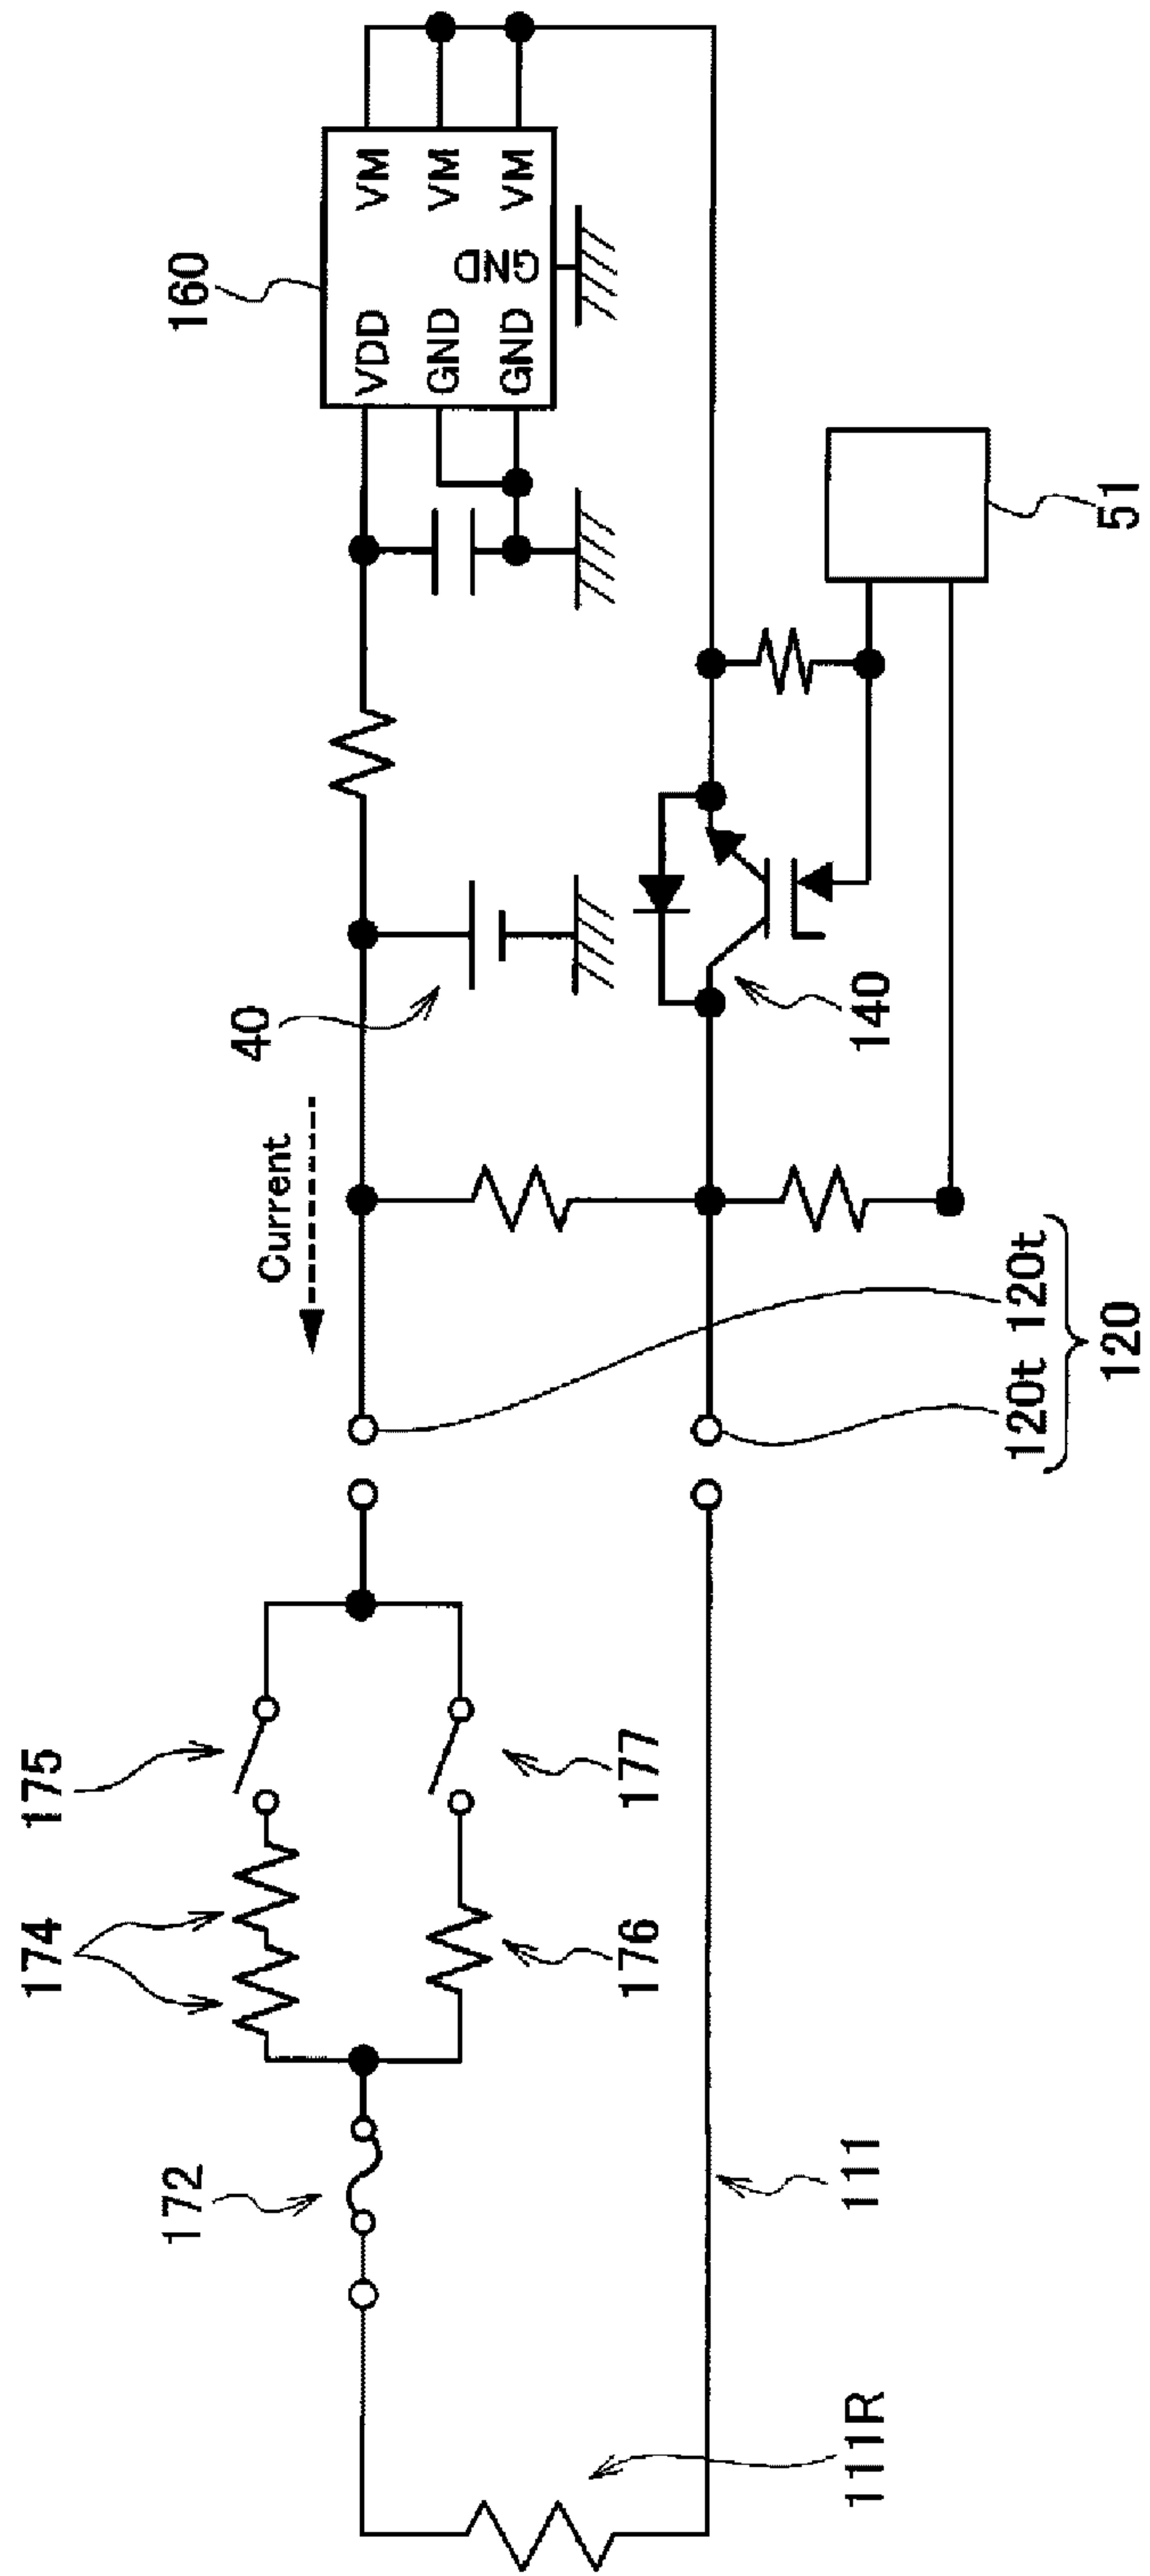 174
175
172
176
177
111R
111
Current
40
160
VDD
GND
GND
GND
VM
VM
VM
140
51
120t
120t
120